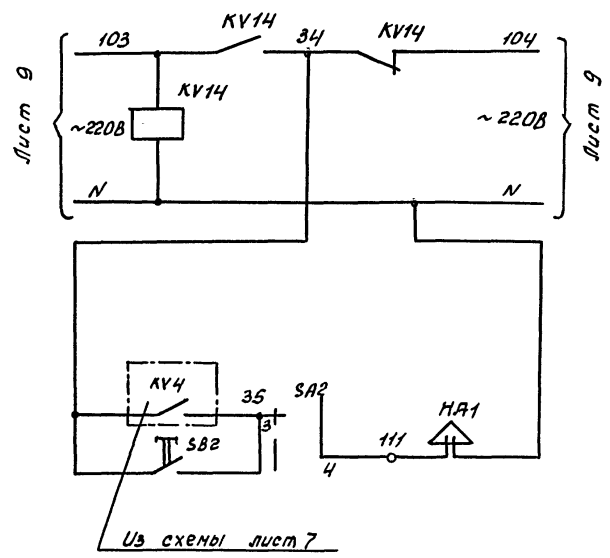 103
KV14
34
KV14
104
Лист 9
~220В
KV14
~220В
Лист 9
N
N
KV4
35
SA2
3
SB2
НА1
111
4
Из схемы лист 7